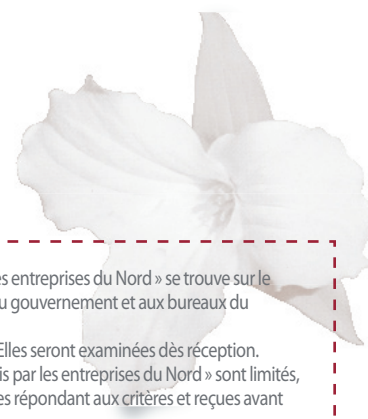 es entreprises du Nord » se trouve sur le
u gouvernement et aux bureaux du
Elles seront examinées dès réception.
is par les entreprises du Nord » sont limités,
es répondant aux critères et reçues avant